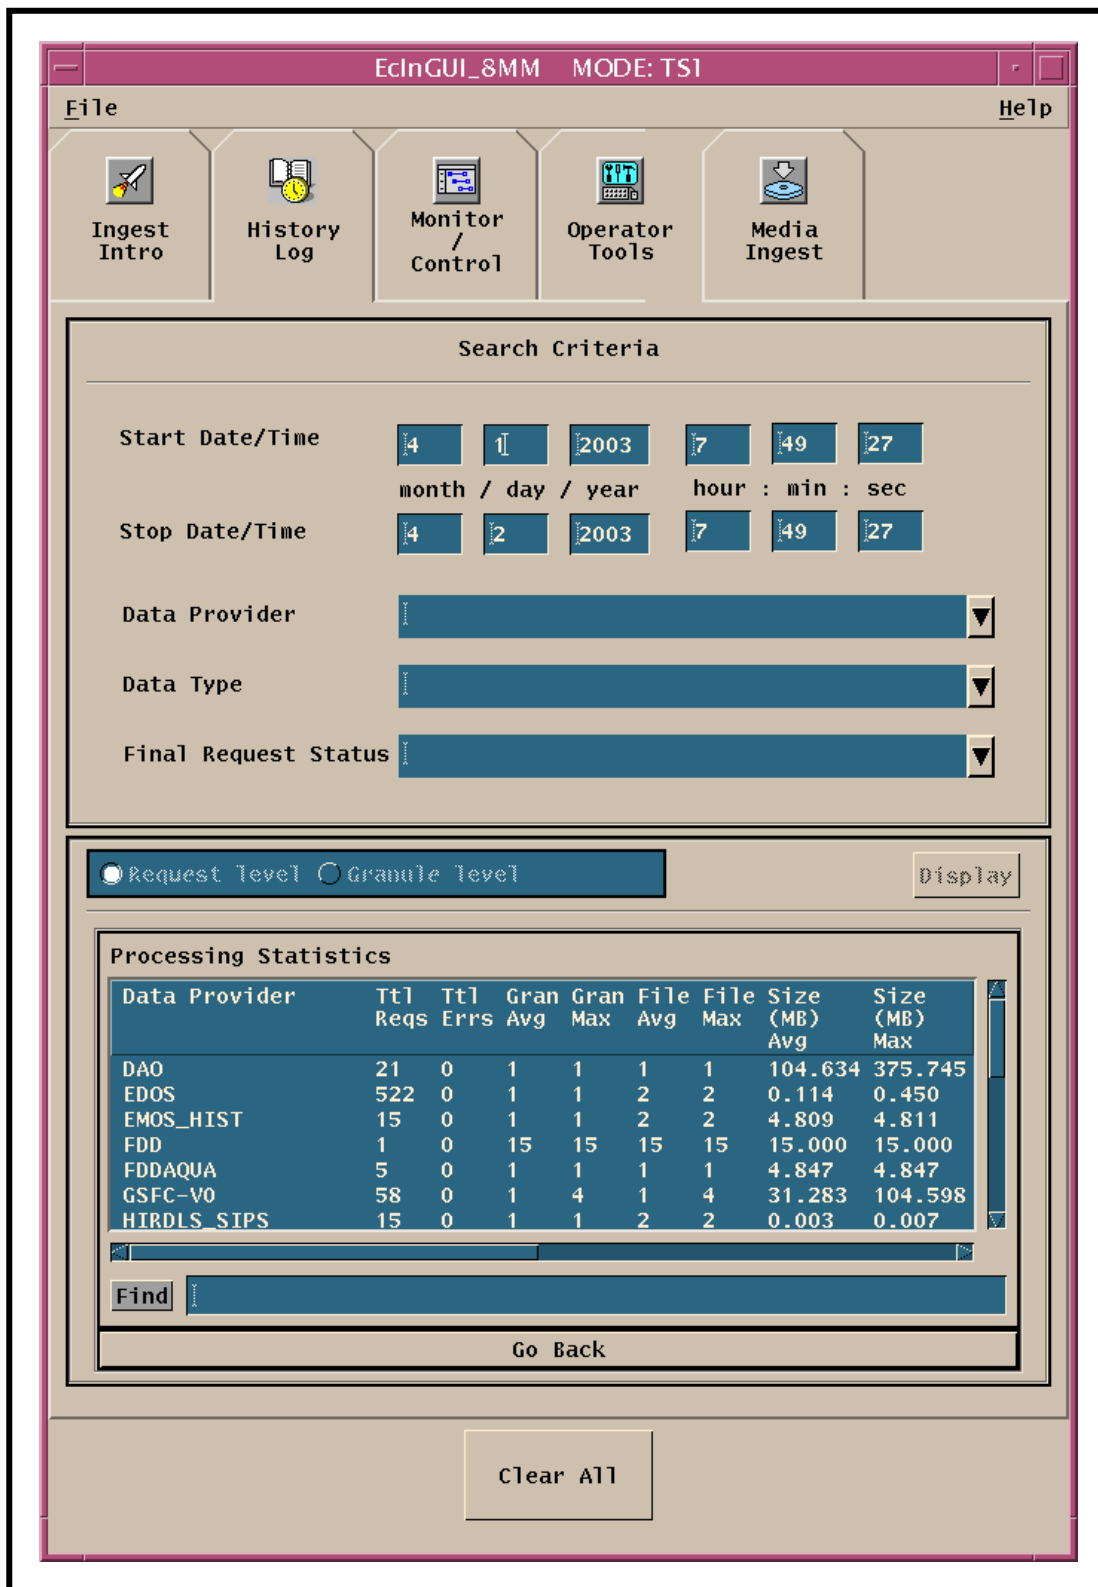 EcInGUI_8MM MODE: TS1
File Help
Ingest Intro
History Log
Monitor / Control
Operator Tools
Media Ingest
Search Criteria
Start Date/Time 4 1 2003 7 49 27
month / day / year hour : min : sec
Stop Date/Time 4 2 2003 7 49 27
Data Provider
Data Type
Final Request Status
Request level Granule level Display
Processing Statistics
Data Provider Ttl Ttl Gran Gran File File Size Size
Reqs Errs Avg Max Avg Max (MB) (MB)
Avg Max
DAO 21 0 1 1 1 1 104.634 375.745
EDOS 522 0 1 1 2 2 0.114 0.450
EMOS_HIST 15 0 1 1 2 2 4.809 4.811
FDD 1 0 15 15 15 15 15.000 15.000
FDDAQUA 5 0 1 1 1 1 4.847 4.847
GSFC-V0 58 0 1 4 1 4 31.283 104.598
HIRDLS_SIPS 15 0 1 1 2 2 0.003 0.007
Find
Go Back
Clear All